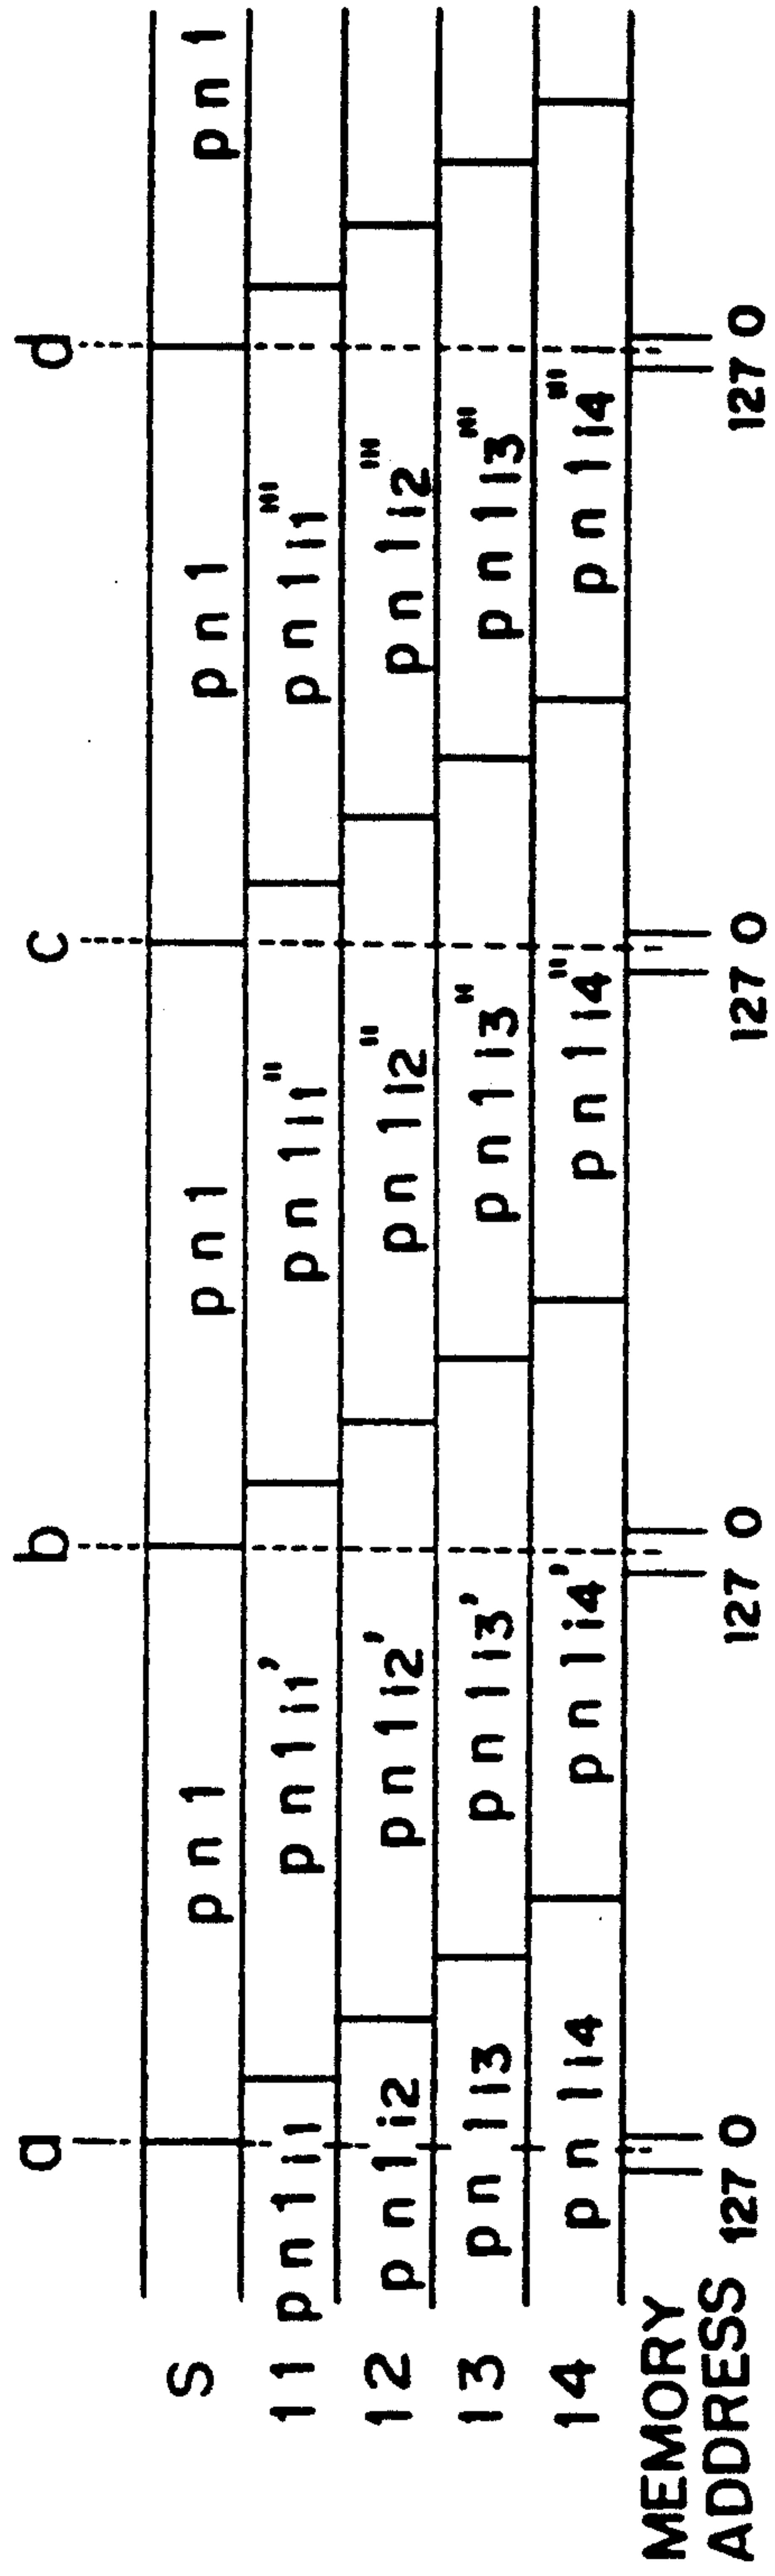 a b c d
S pn1 pn1 pn1 pn1
11 pn1i1 pn1i1' pn1i1'' pn1i1'''
12 pn1i2 pn1i2' pn1i2'' pn1i2'''
13 pn1i3 pn1i3' pn1i3'' pn1i3'''
14 pn1i4 pn1i4' pn1i4'' pn1i4'''
MEMORY
ADDRESS 127 0 127 0 127 0 127 0